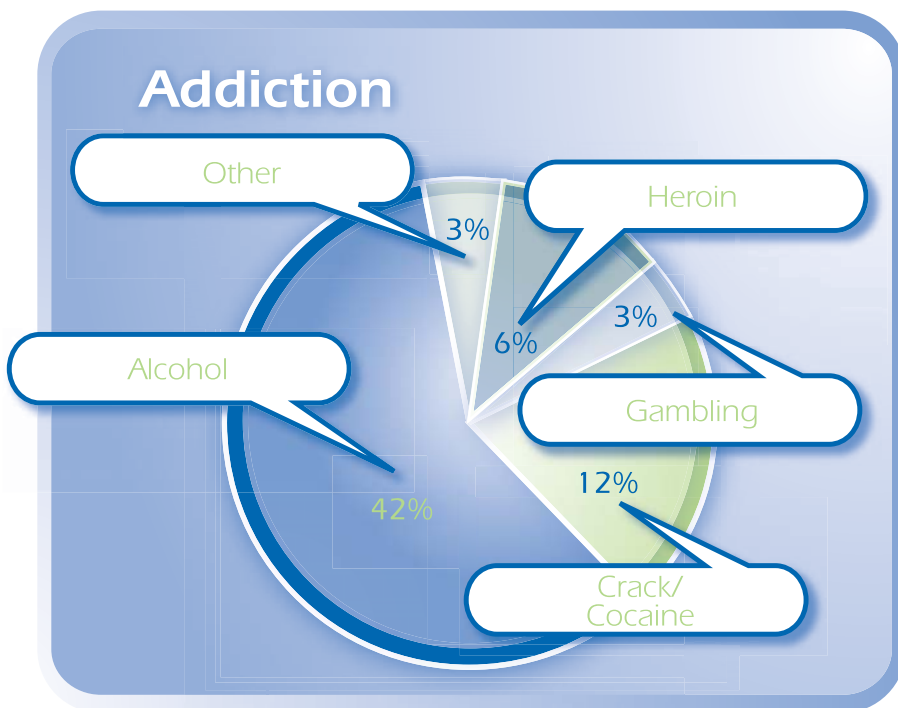 Addiction
Other
3%
Heroin
6%
3%
Alcohol
Gambling
12%
42%
Crack/
Cocaine